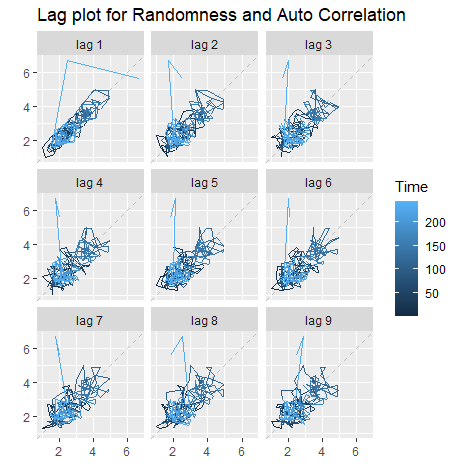 Lag plot for Randomness and Auto Correlation
lag 1
lag 2
lag 3
6
4
2
lag 4
lag 5
lag 6
6
4
2
lag 7
lag 8
lag 9
6
4
2
2 4 6
2 4 6
2 4 6
Time
200
150
100
50